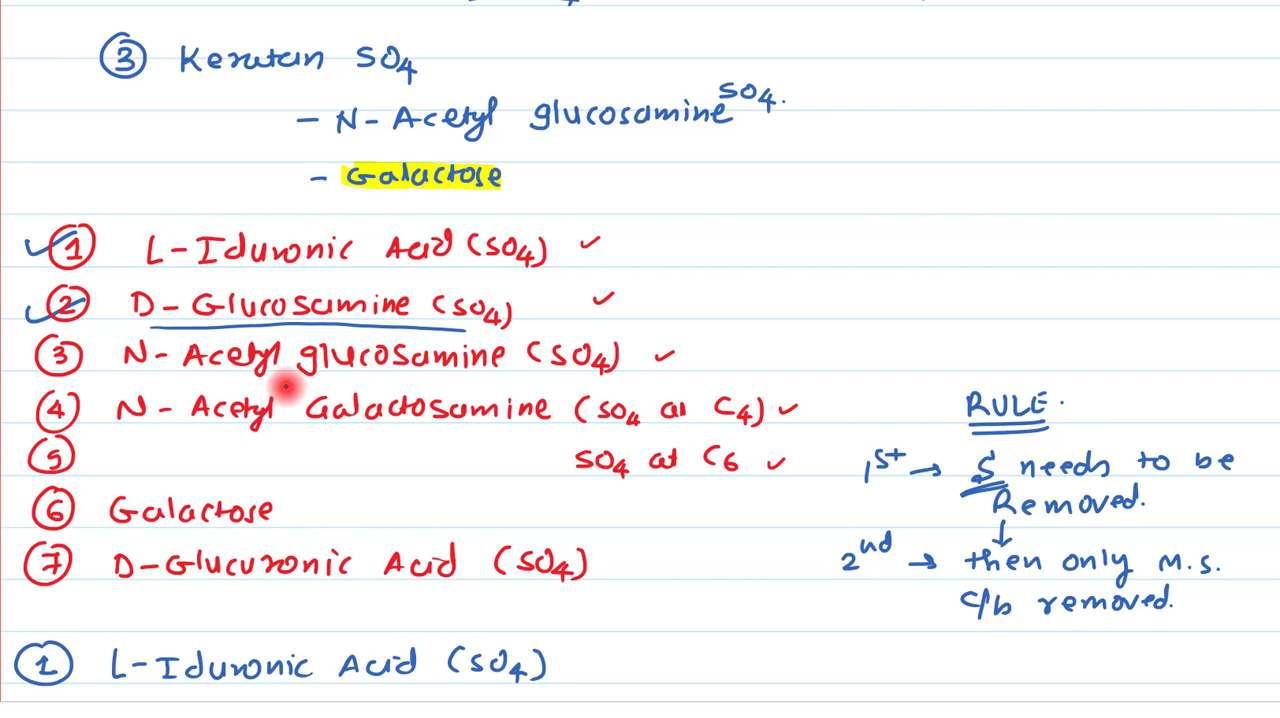 ③ Keratan SO4
- N-Acetyl glucosamine SO4.
- Galactose
① L-Iduronic Acid (SO4) ✓
② D-Glucosamine (SO4) ✓
③ N-Acetyl glucosamine (SO4) ✓
④ N-Acetyl Galactosamine (SO4 at C4) ✓
⑤ SO4 at C6 ✓
⑥ Galactose
⑦ D-Glucuronic Acid (SO4)
RULE.
1st → S needs to be
Removed.
↓
2nd → then only M.S.
c/b removed.
① L-Iduronic Acid (SO4)